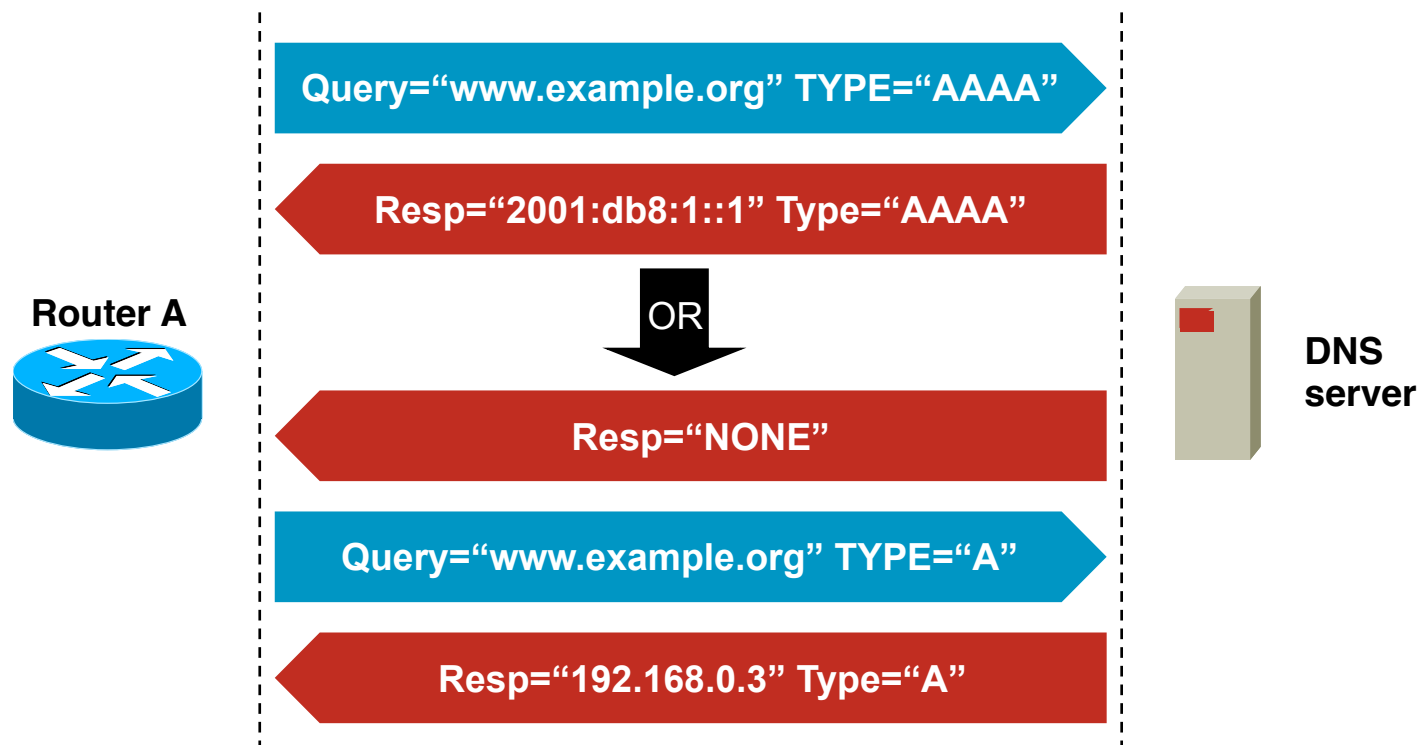 Query=“www.example.org” TYPE=“AAAA”
Resp=“2001:db8:1::1” Type=“AAAA”
OR
Router A
DNS
server
Resp=“NONE”
Query=“www.example.org” TYPE=“A”
Resp=“192.168.0.3” Type=“A”